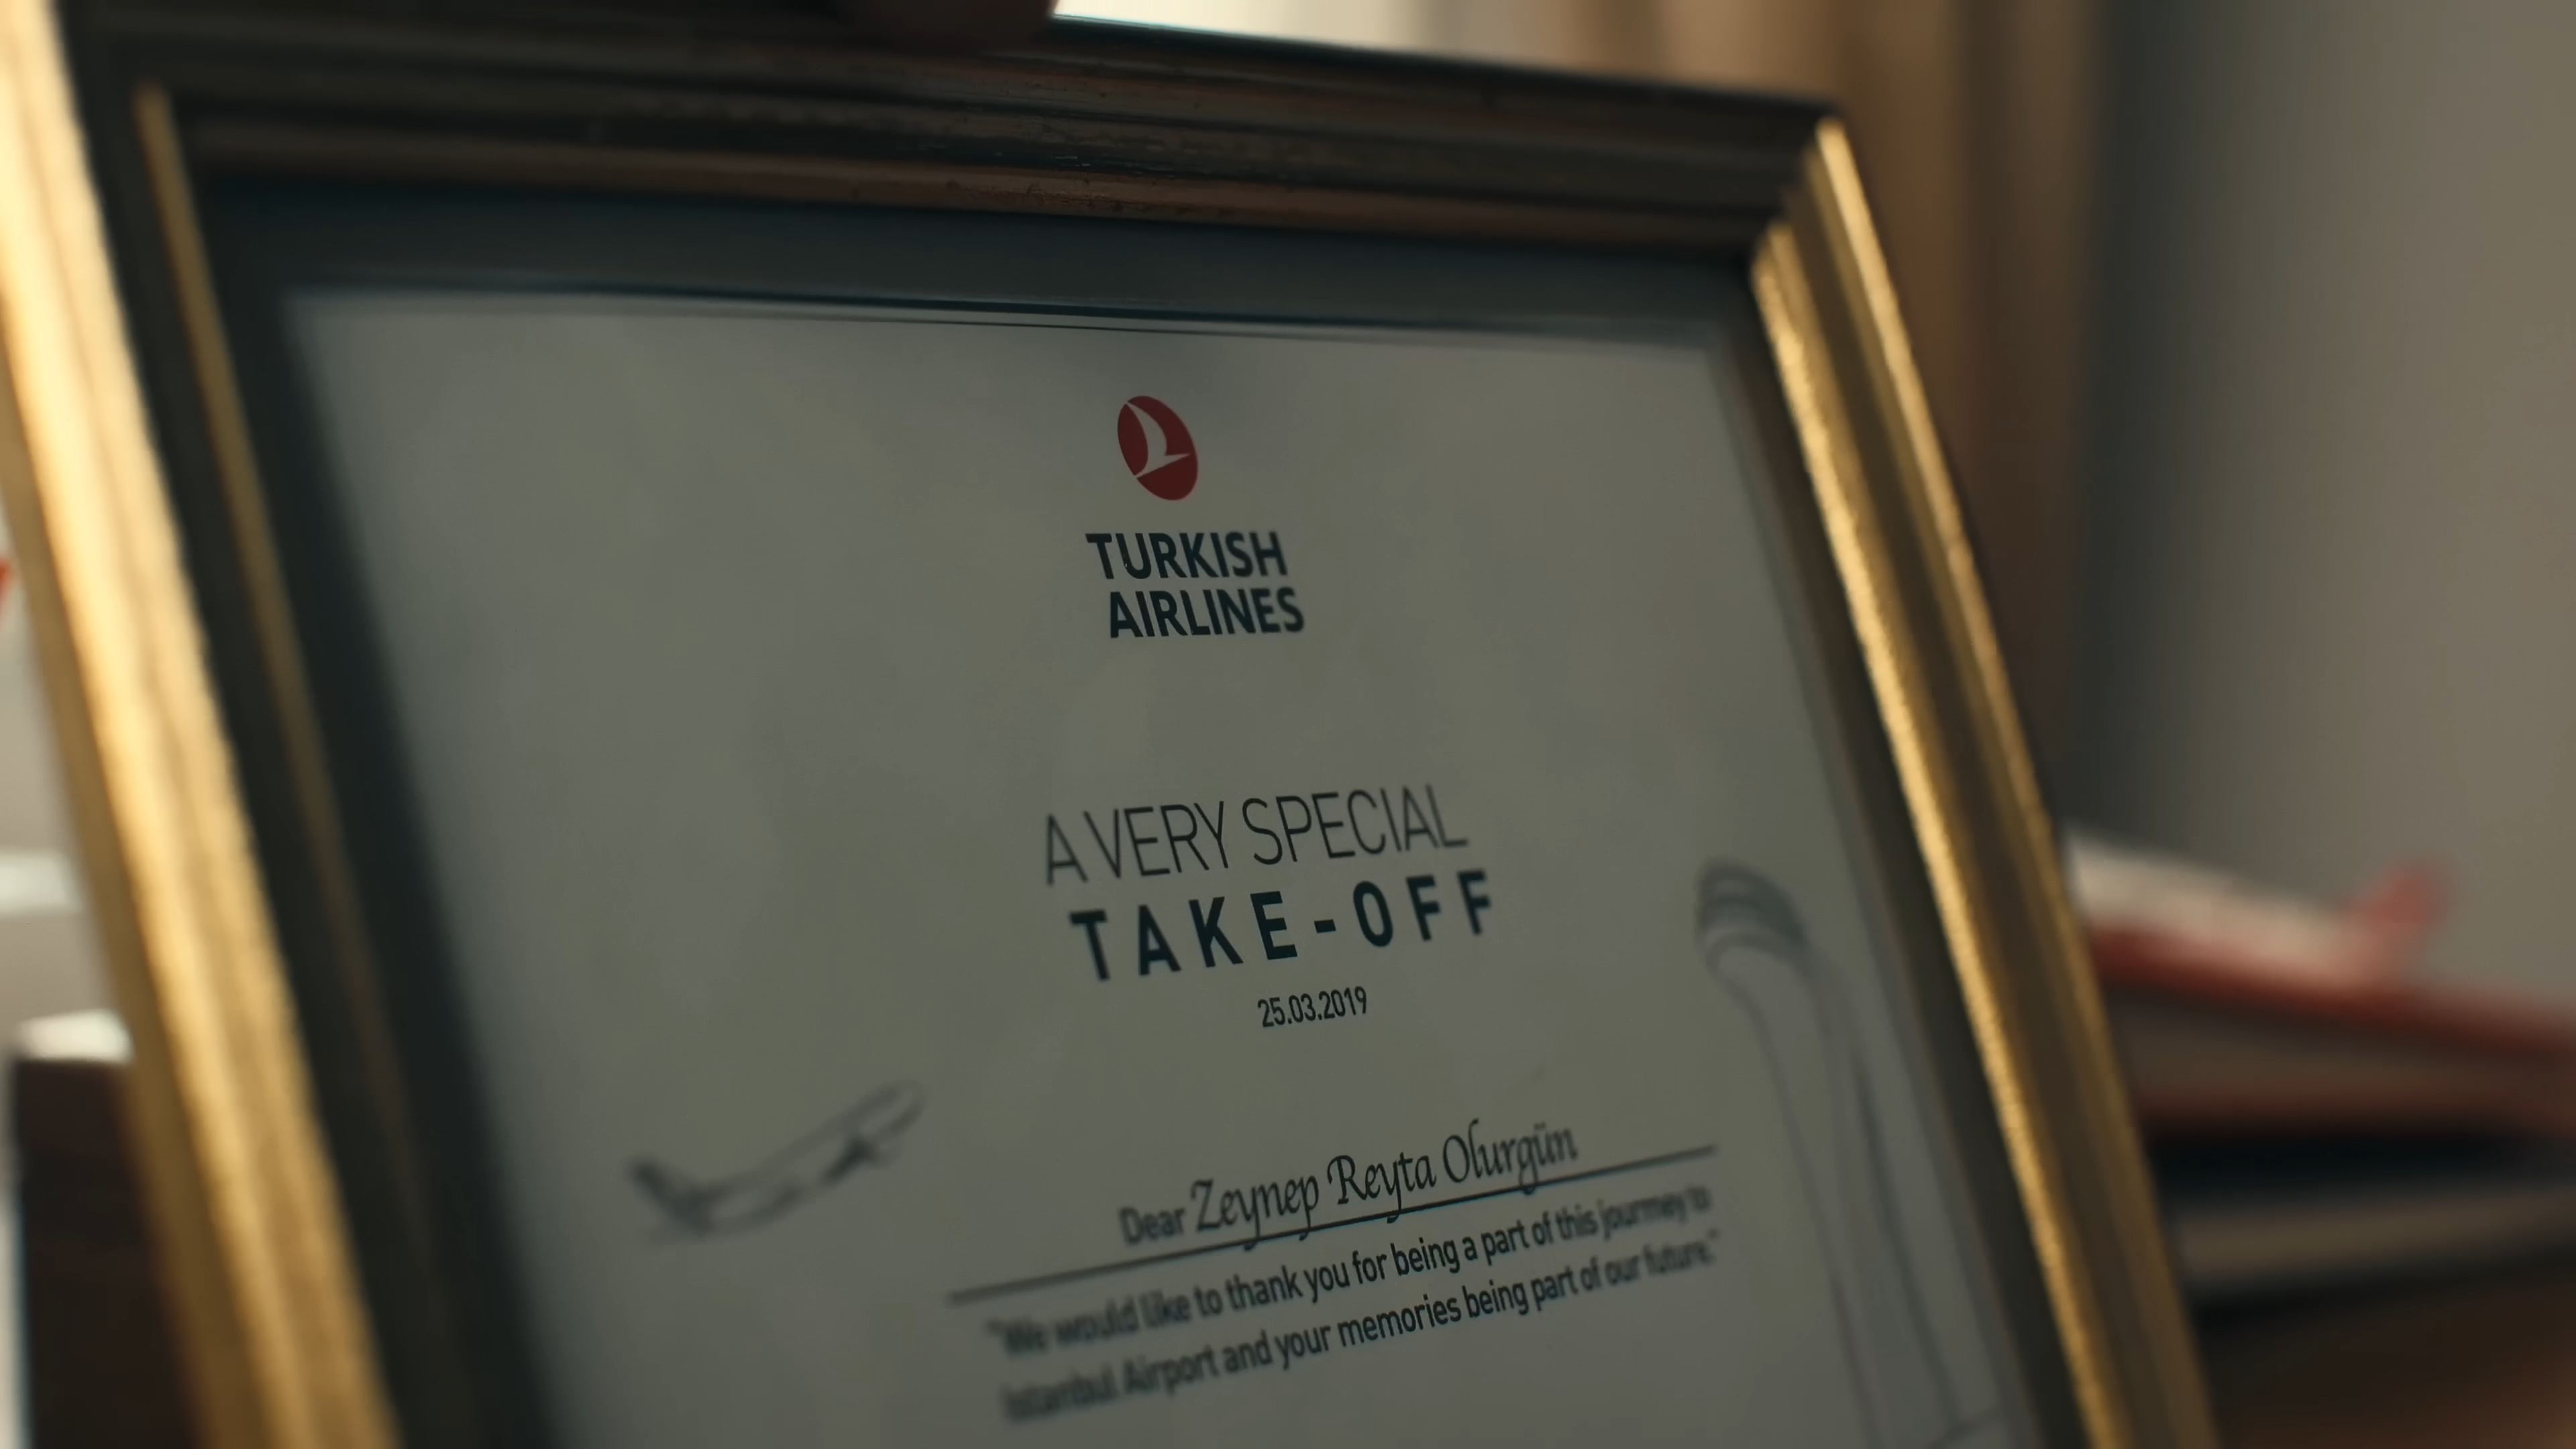 TURKISH
AIRLINES
A VERY SPECIAL
TAKE-OFF
25.03.2019
Dear Zeynep Reyta Olurgün
"We would like to thank you for being a part of this journey to
Istanbul Airport and your memories being part of our future."